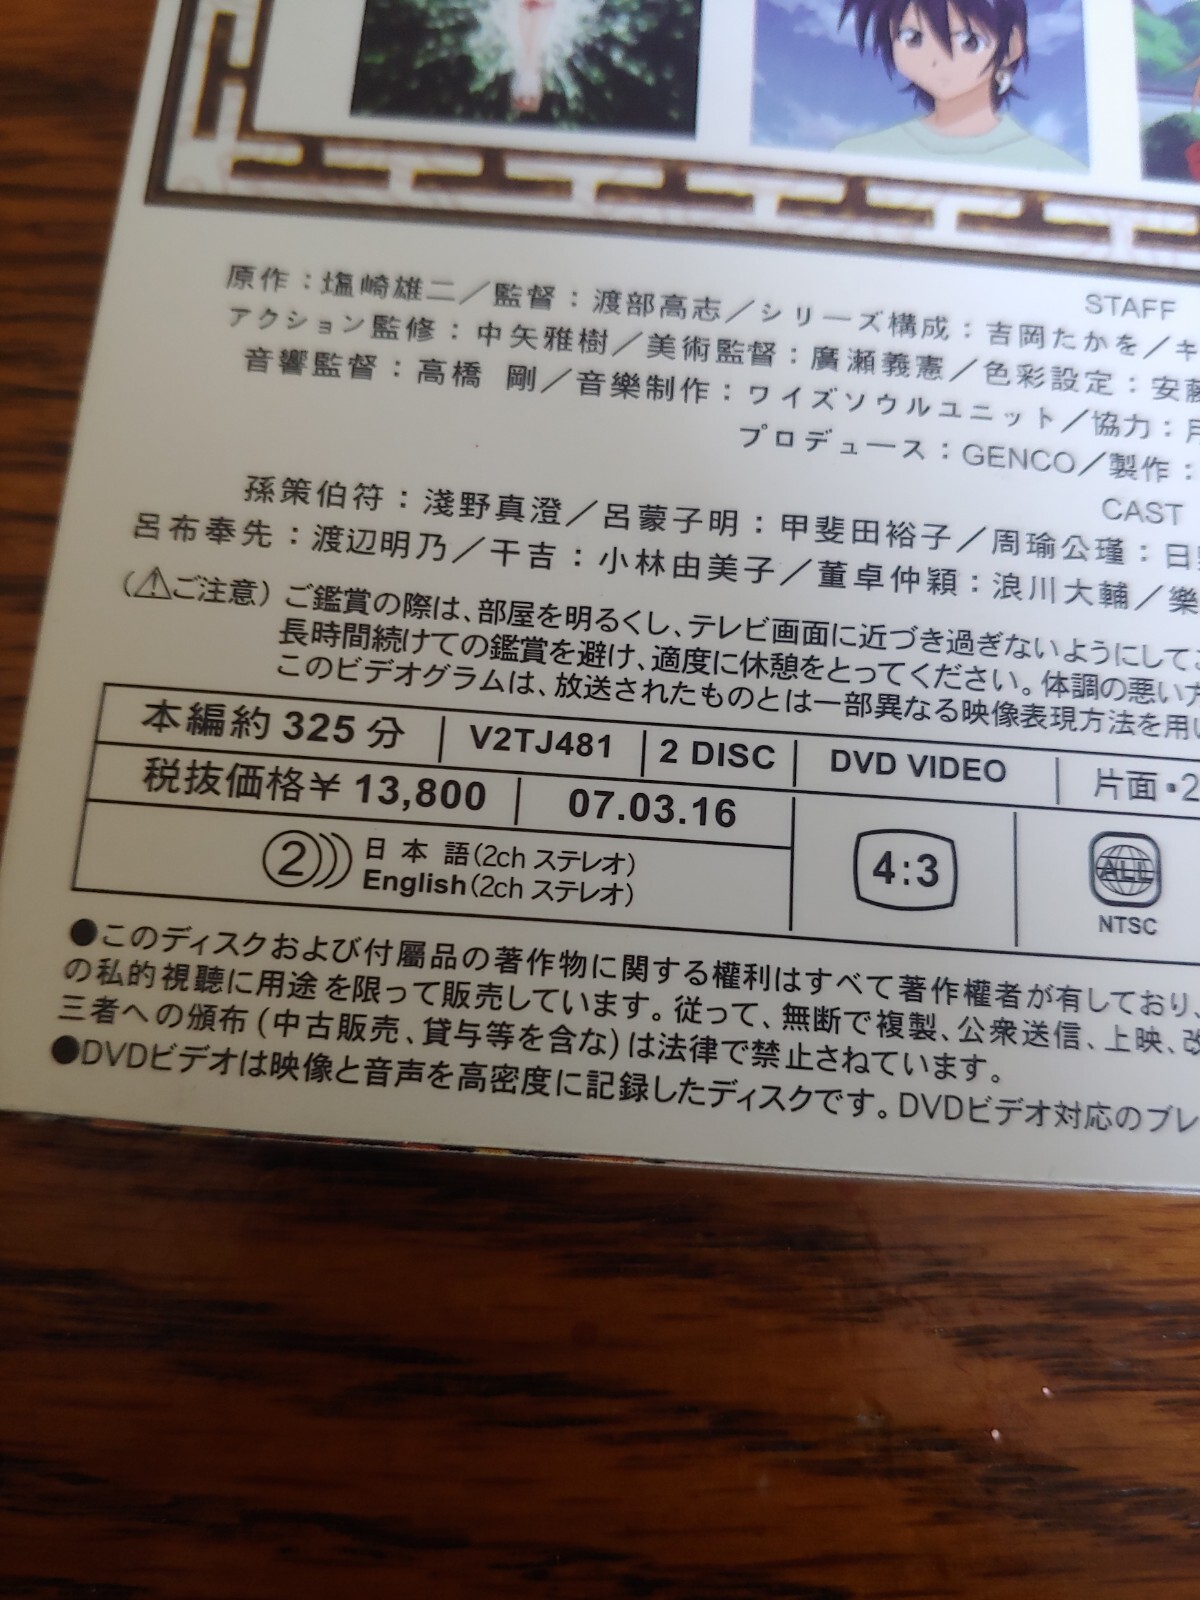 STAFF
原作：塩崎雄二／監督：渡部高志／シリーズ構成：吉岡たかを／キ
アクション監修：中矢雅樹／美術監督：廣瀬義憲／色彩設定：安藤
音響監督：高橋 剛／音樂制作：ワイズソウルユニット／協力：月
プロデュース：GENCO／製作：
CAST
孫策伯符：淺野真澄／呂蒙子明：甲斐田裕子／周瑜公瑾：日
呂布奉先：渡辺明乃／干吉：小林由美子／董卓仲穎：浪川大輔／樂
（⚠ご注意）ご鑑賞の際は、部屋を明るくし、テレビ画面に近づき過ぎないようにして
長時間続けての鑑賞を避け、適度に休憩をとってください。体調の悪い方
このビデオグラムは、放送されたものとは一部異なる映像表現方法を用い
本編約 325 分 V2TJ481 2 DISC DVD VIDEO 片面・2
税抜価格¥ 13,800 07.03.16
2 日本語(2ch ステレオ)
English(2ch ステレオ)
4:3
ALL
NTSC
●このディスクおよび付屬品の著作物に関する權利はすべて著作權者が有しており、
の私的視聽に用途を限って販売しています。従って、無断で複製、公衆送信、上映、改
三者への頒布(中古販売、貸与等を含な)は法律で禁止さねています。
●DVDビデオは映像と音声を高密度に記録したディスクです。DVDビデオ対応のプレ